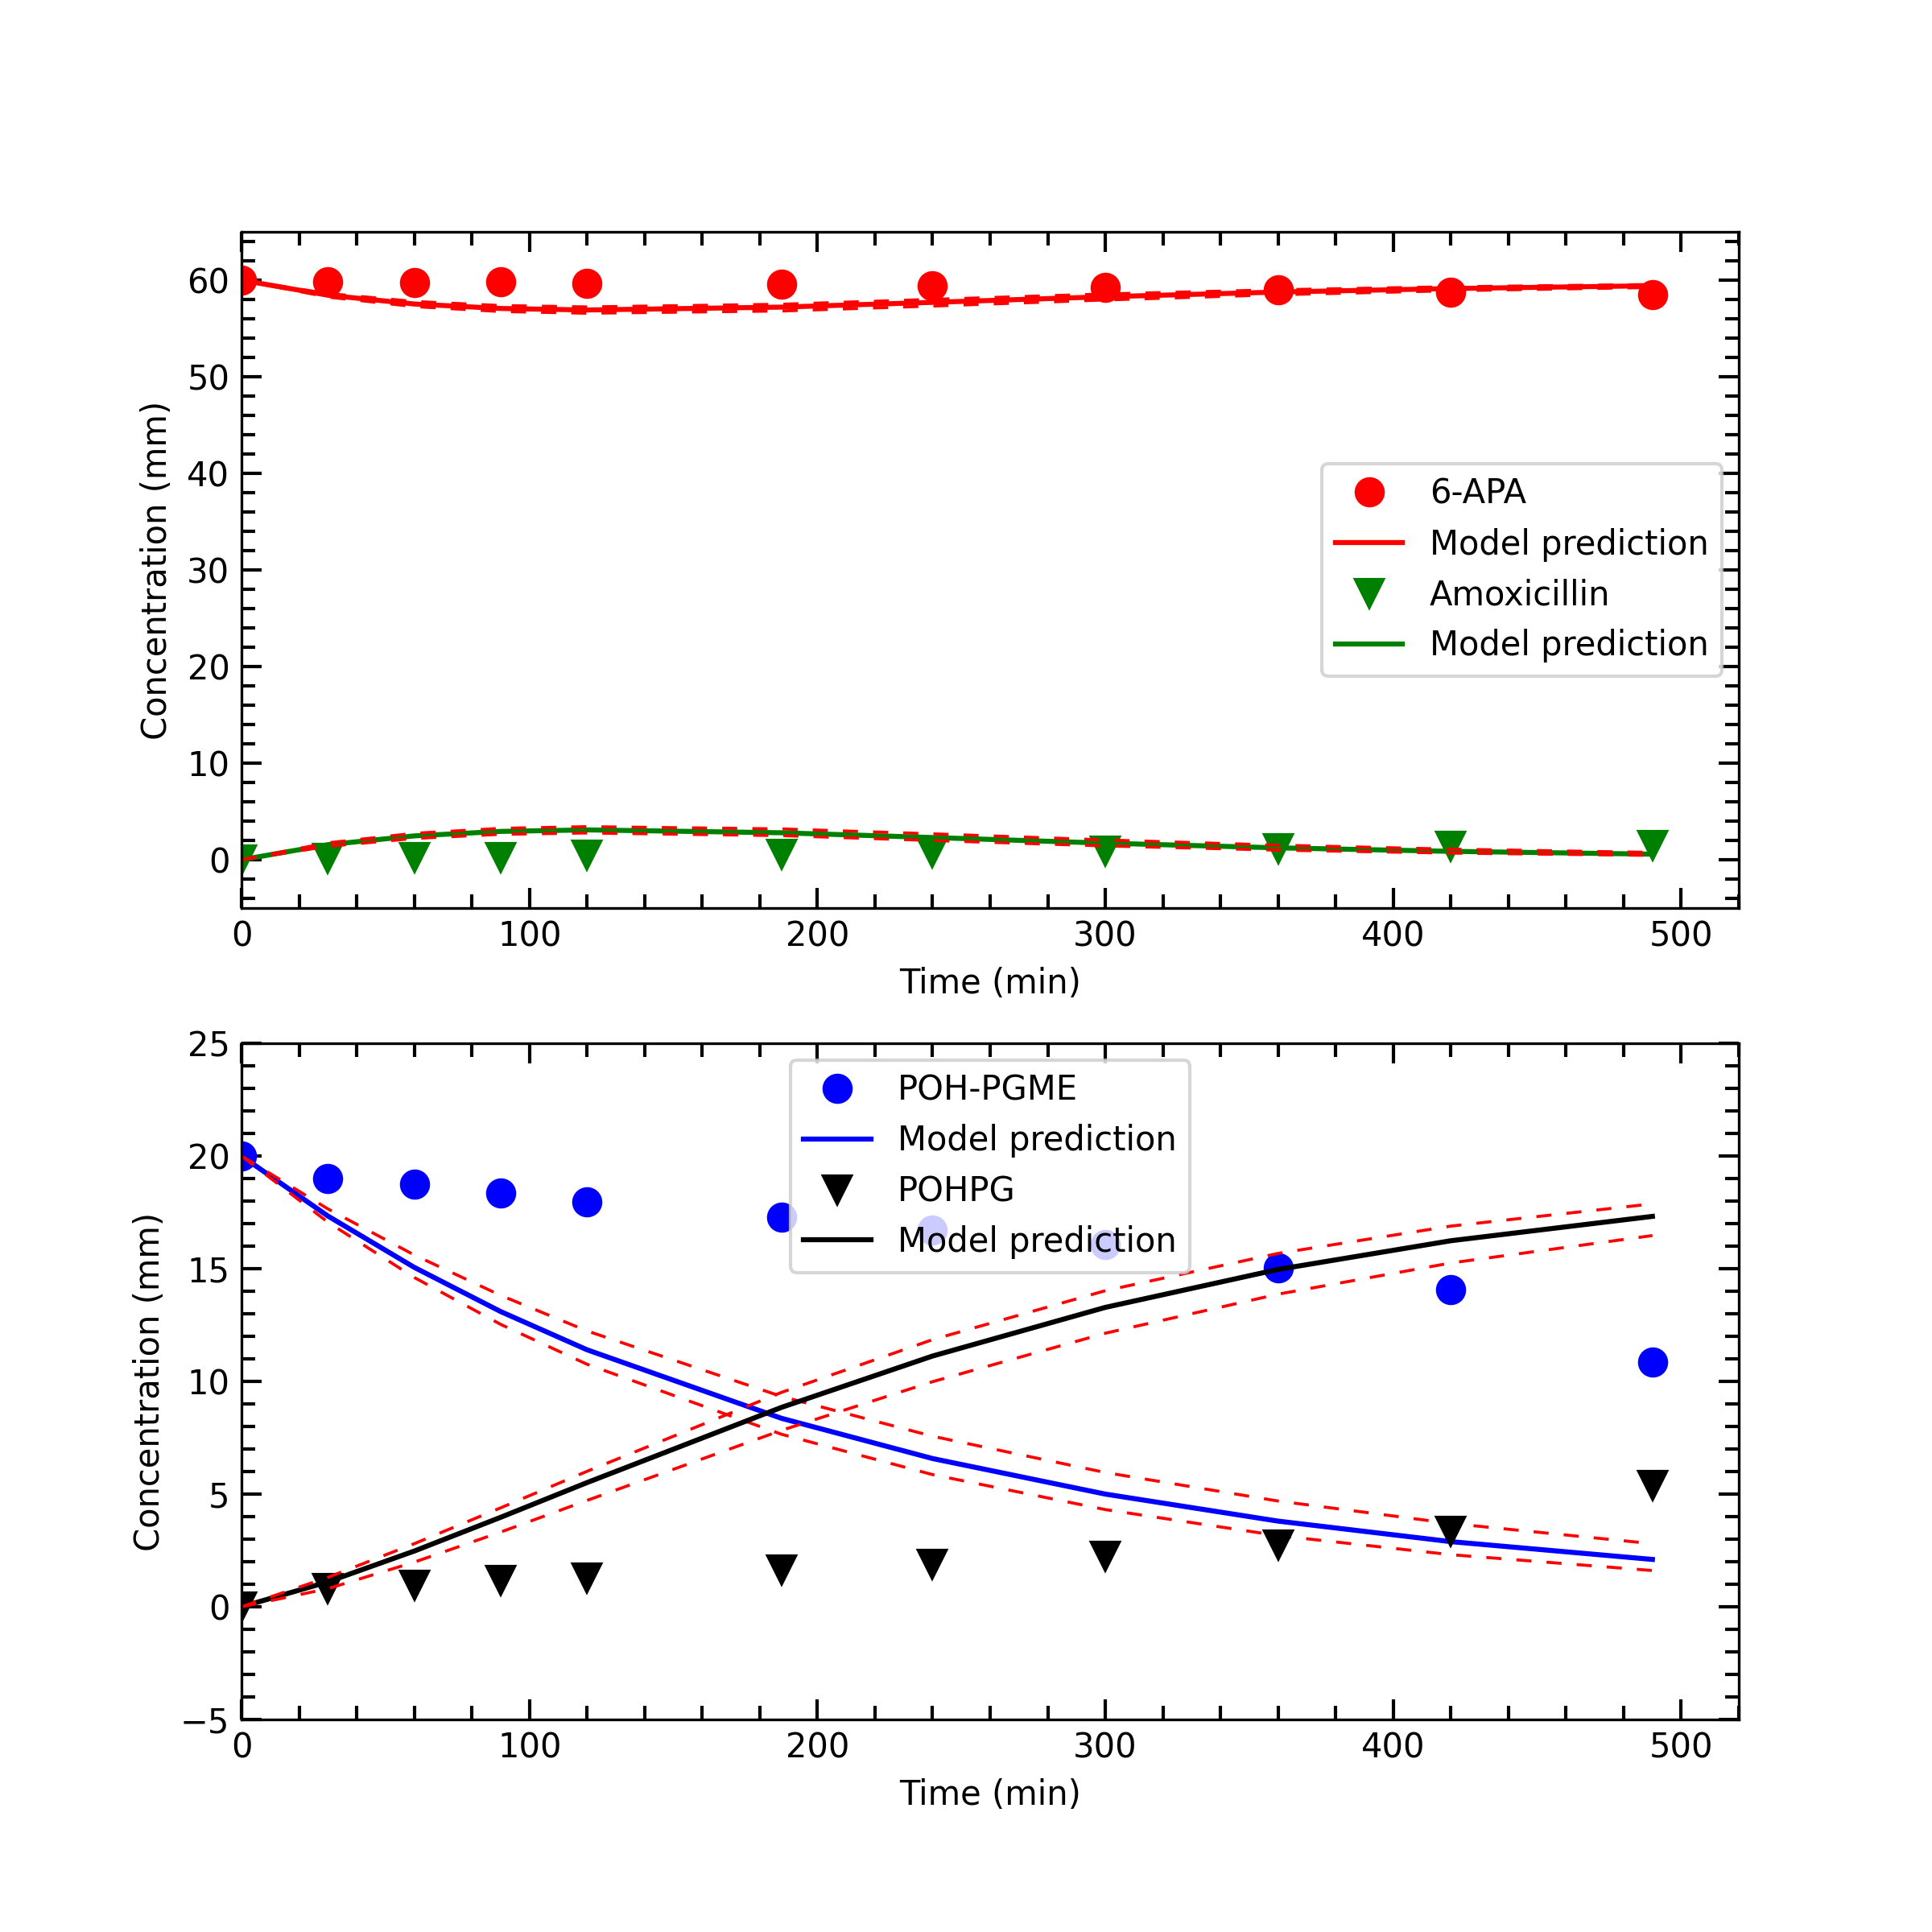 60
50
40
30
20
10
0
Concentration (mm)
6-APA
Model prediction
Amoxicillin
Model prediction
0 100 200 300 400 500
Time (min)
25
20
15
10
5
0
−5
Concentration (mm)
POH-PGME
Model prediction
POHPG
Model prediction
0 100 200 300 400 500
Time (min)